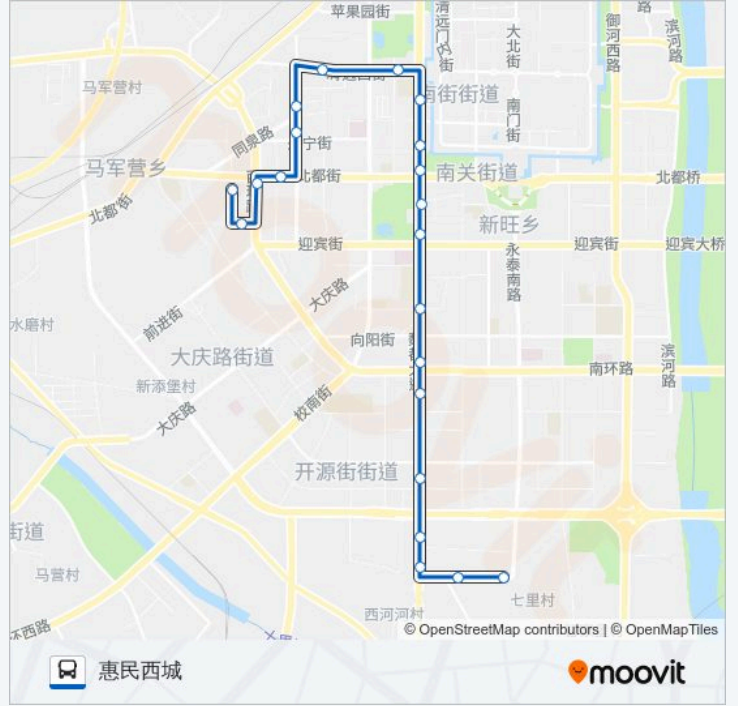 苹果园街
清远门内街
大北街
御河西路
路
滨河路
马军营村
南街街道
南门街
同泉路
宁街
马军营乡
北都街
南关街道
北都桥
北都街
新旺乡
迎宾街
迎宾街
迎宾大桥
永泰南路
大庆路
前进街
水磨村
向阳街
大庆路街道
南环路
滨河路
新添堡村
校南街
大庆路
开源街街道
街道
马营村
七里村
西河河村
环西路
© OpenStreetMap contributors | © OpenMapTiles
惠民西城
moovit